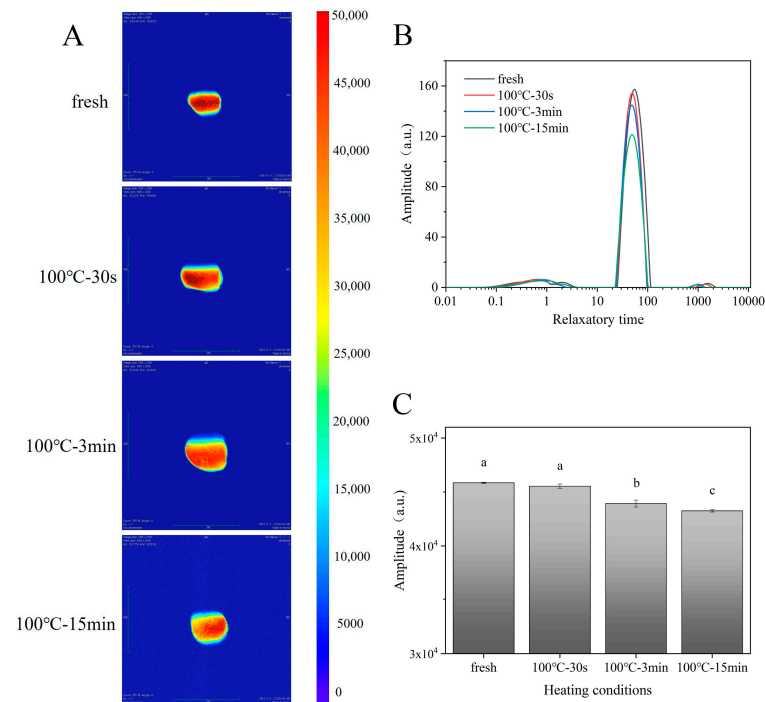 A
fresh
100℃-30s
100℃-3min
100℃-15min
50,000
45,000
40,000
35,000
30,000
25,000
20,000
15,000
10,000
5000
0
B
fresh
100℃-30s
100℃-3min
100℃-15min
160
120
80
40
0
Amplitude（a.u.)
0.01 0.1 1 10 100 1000 10000
Relaxatory time
C
5x10⁴
4x10⁴
3x10⁴
Amplitude（a.u.)
a a b c
fresh 100℃-30s 100℃-3min 100℃-15min
Heating conditions